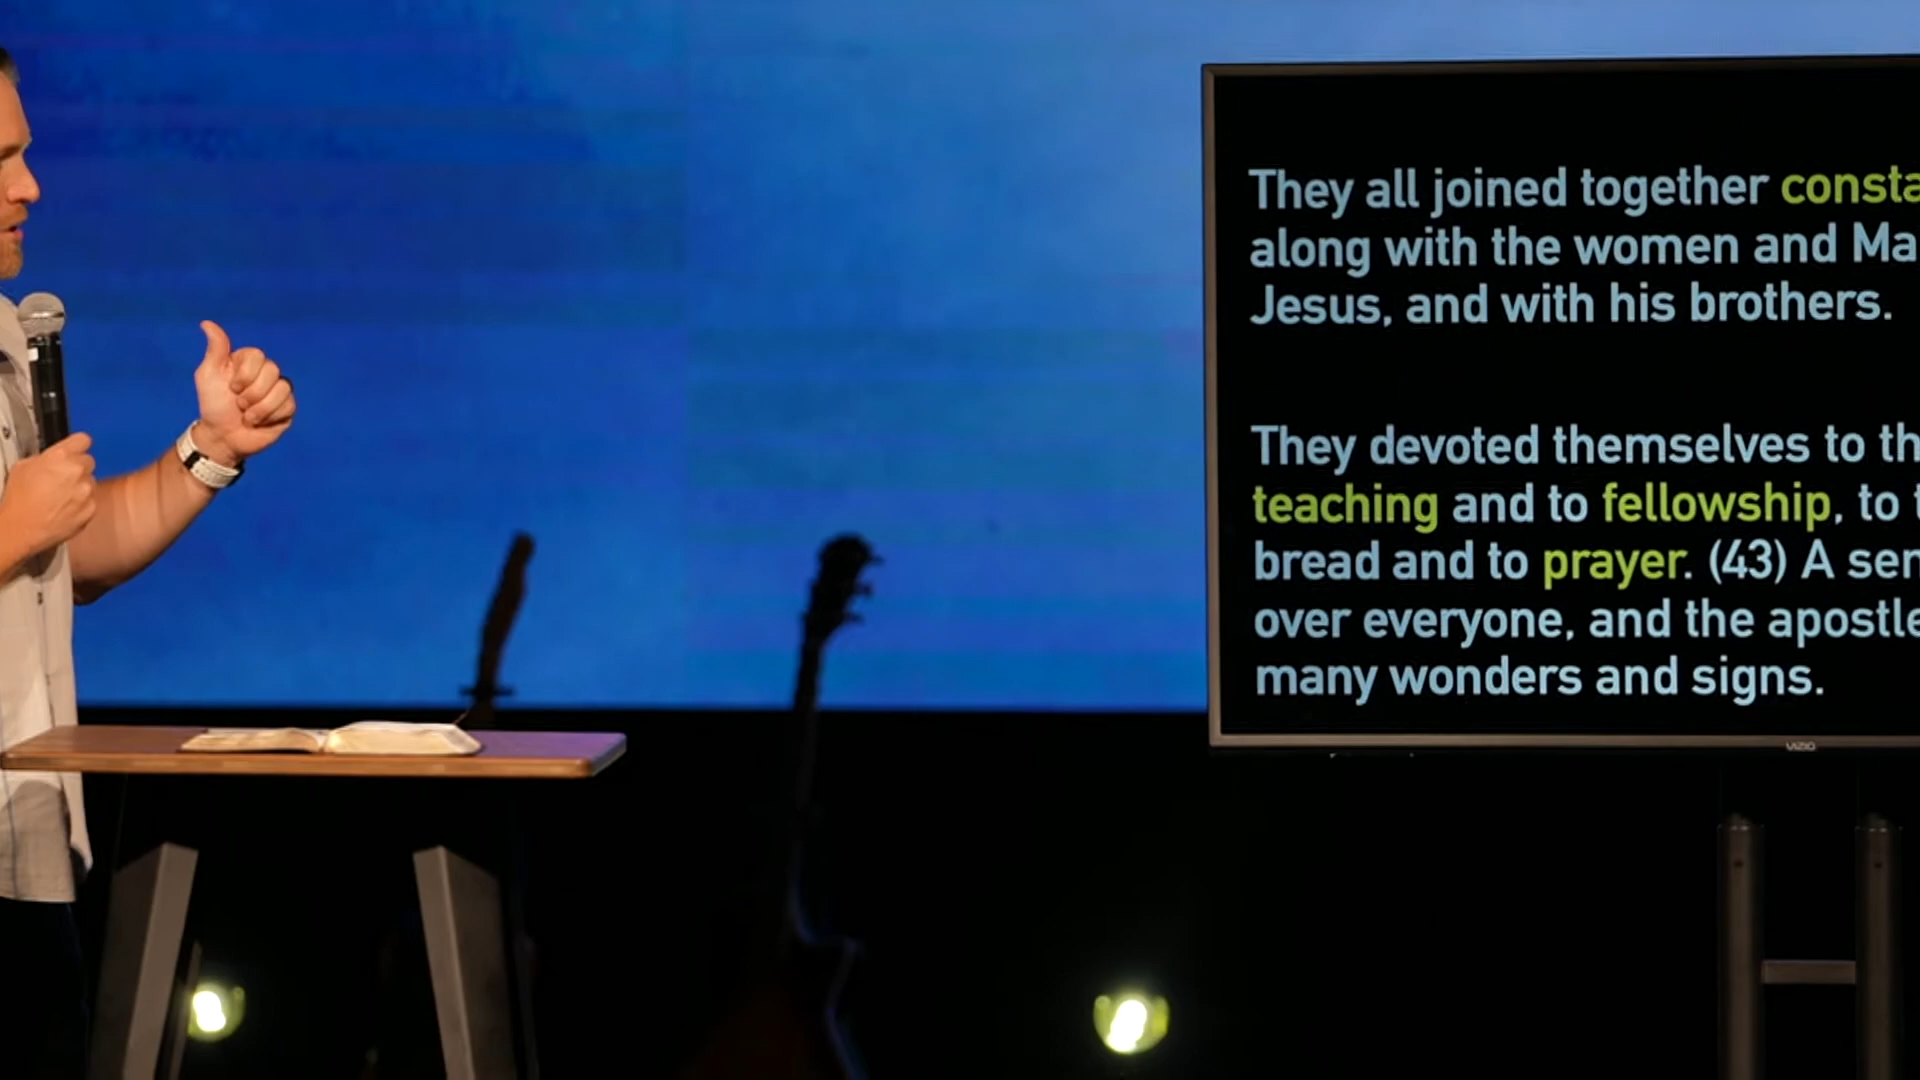 They all joined together consta
along with the women and Ma
Jesus, and with his brothers.
They devoted themselves to th
teaching and to fellowship, to t
bread and to prayer. (43) A sen
over everyone, and the apostle
many wonders and signs.
VIZIO